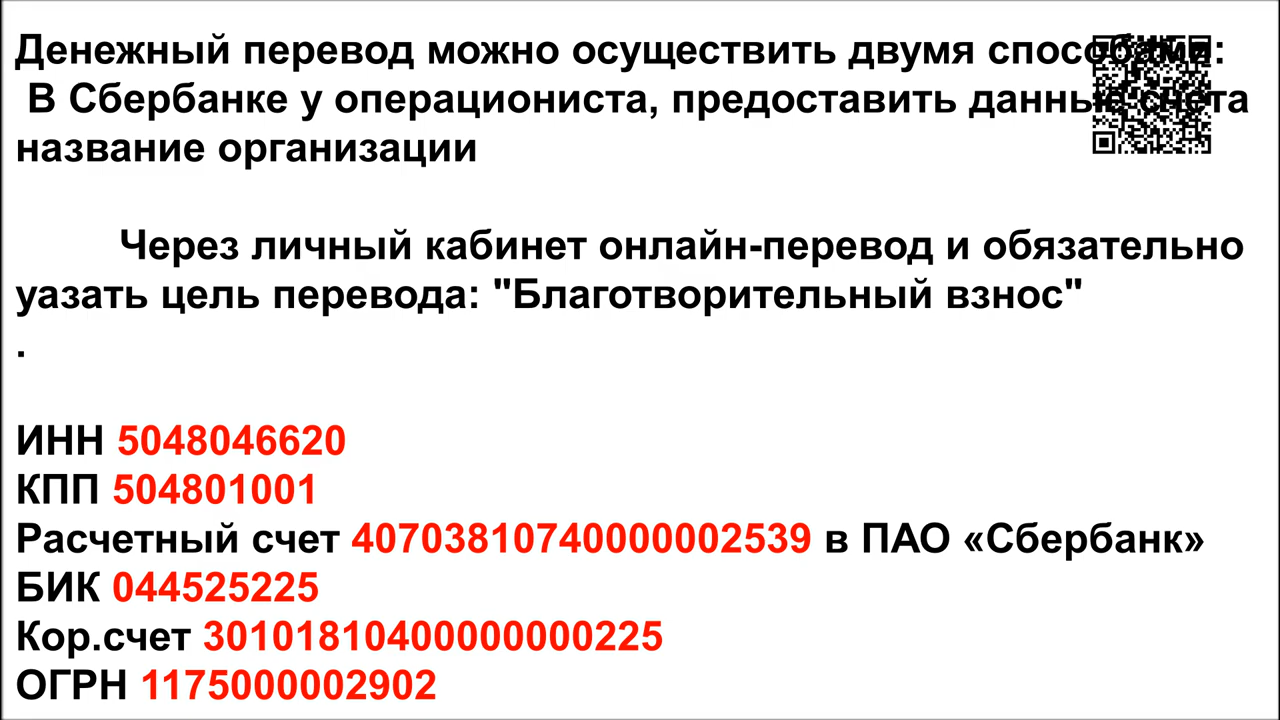 Денежный перевод можно осуществить двумя способами:
В Сбербанке у операциониста, предоставить данные счета
название организации
Через личный кабинет онлайн-перевод и обязательно
уазать цель перевода: "Благотворительный взнос"
.
ИНН 5048046620
КПП 504801001
Расчетный счет 40703810740000002539 в ПАО «Сбербанк»
БИК 044525225
Кор.счет 30101810400000000225
ОГРН 1175000002902